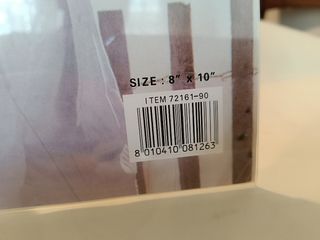 SIZE : 8" x 10"
ITEM 72161-90
8 010410 081263